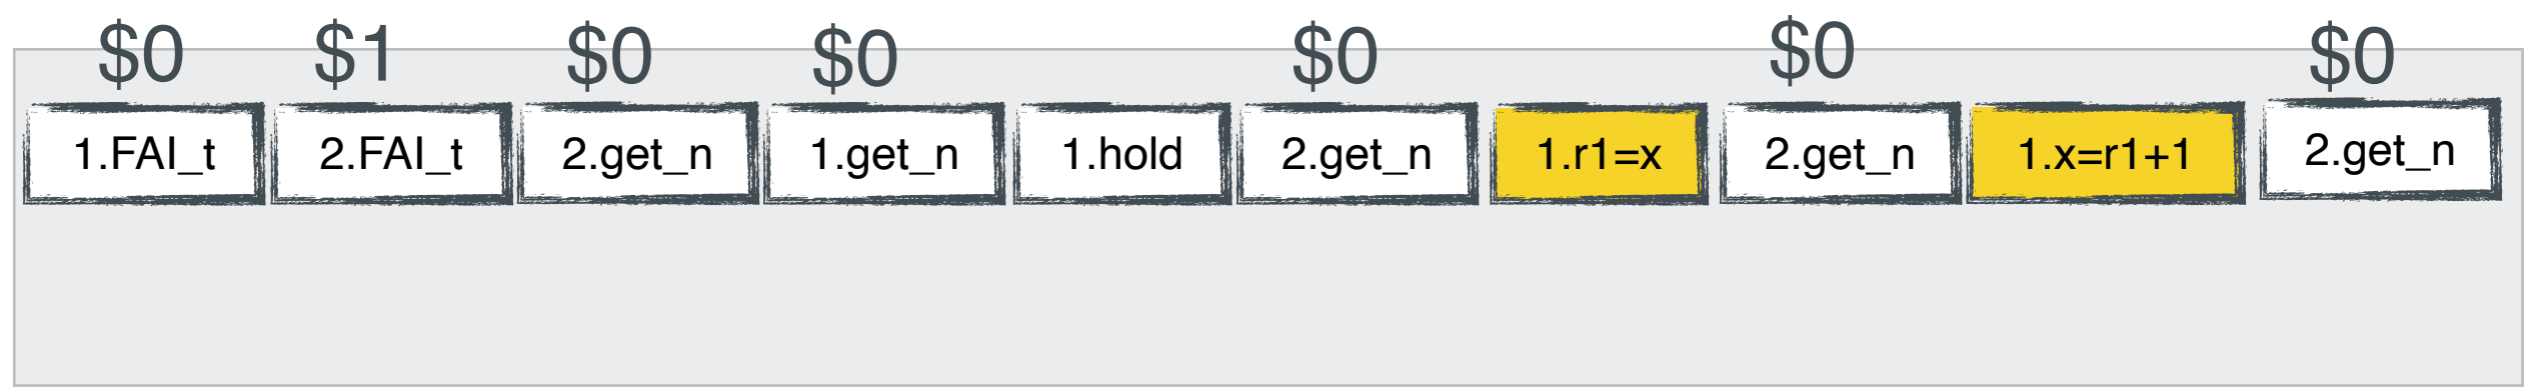 $0 $1 $0 $0 $0 $0 $0
1.FAI_t 2.FAI_t 2.get_n 1.get_n 1.hold 2.get_n 1.r1=x 2.get_n 1.x=r1+1 2.get_n